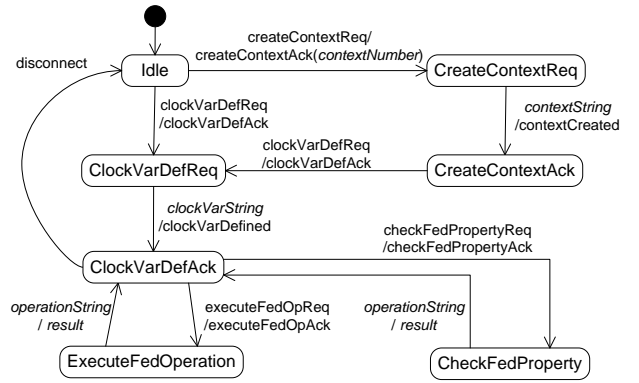 createContextReq/
createContextAck(contextNumber)
disconnect
Idle
CreateContextReq
clockVarDefReq
/clockVarDefAck
contextString
/contextCreated
clockVarDefReq
/clockVarDefAck
ClockVarDefReq
CreateContextAck
clockVarString
/clockVarDefined
checkFedPropertyReq
/checkFedPropertyAck
ClockVarDefAck
operationString
/ result
executeFedOpReq
/executeFedOpAck
operationString
/ result
ExecuteFedOperation
CheckFedProperty